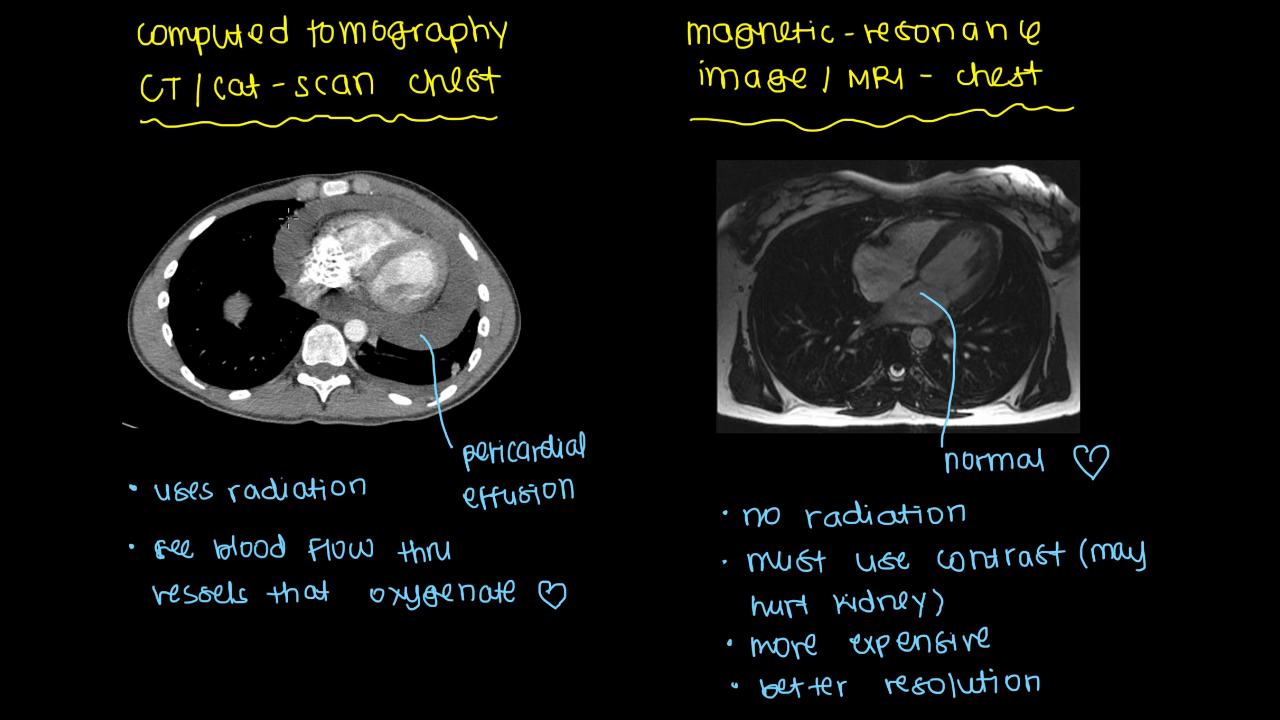 computed tomography
CT/cat-scan chest
pericardial
effusion
• uses radiation
• see blood flow thru
vessels that oxygenate ♡
magnetic-resonance
image/MRI - chest
normal ♡
• no radiation
• must use contrast (may
hurt kidney)
• more expensive
• better resolution